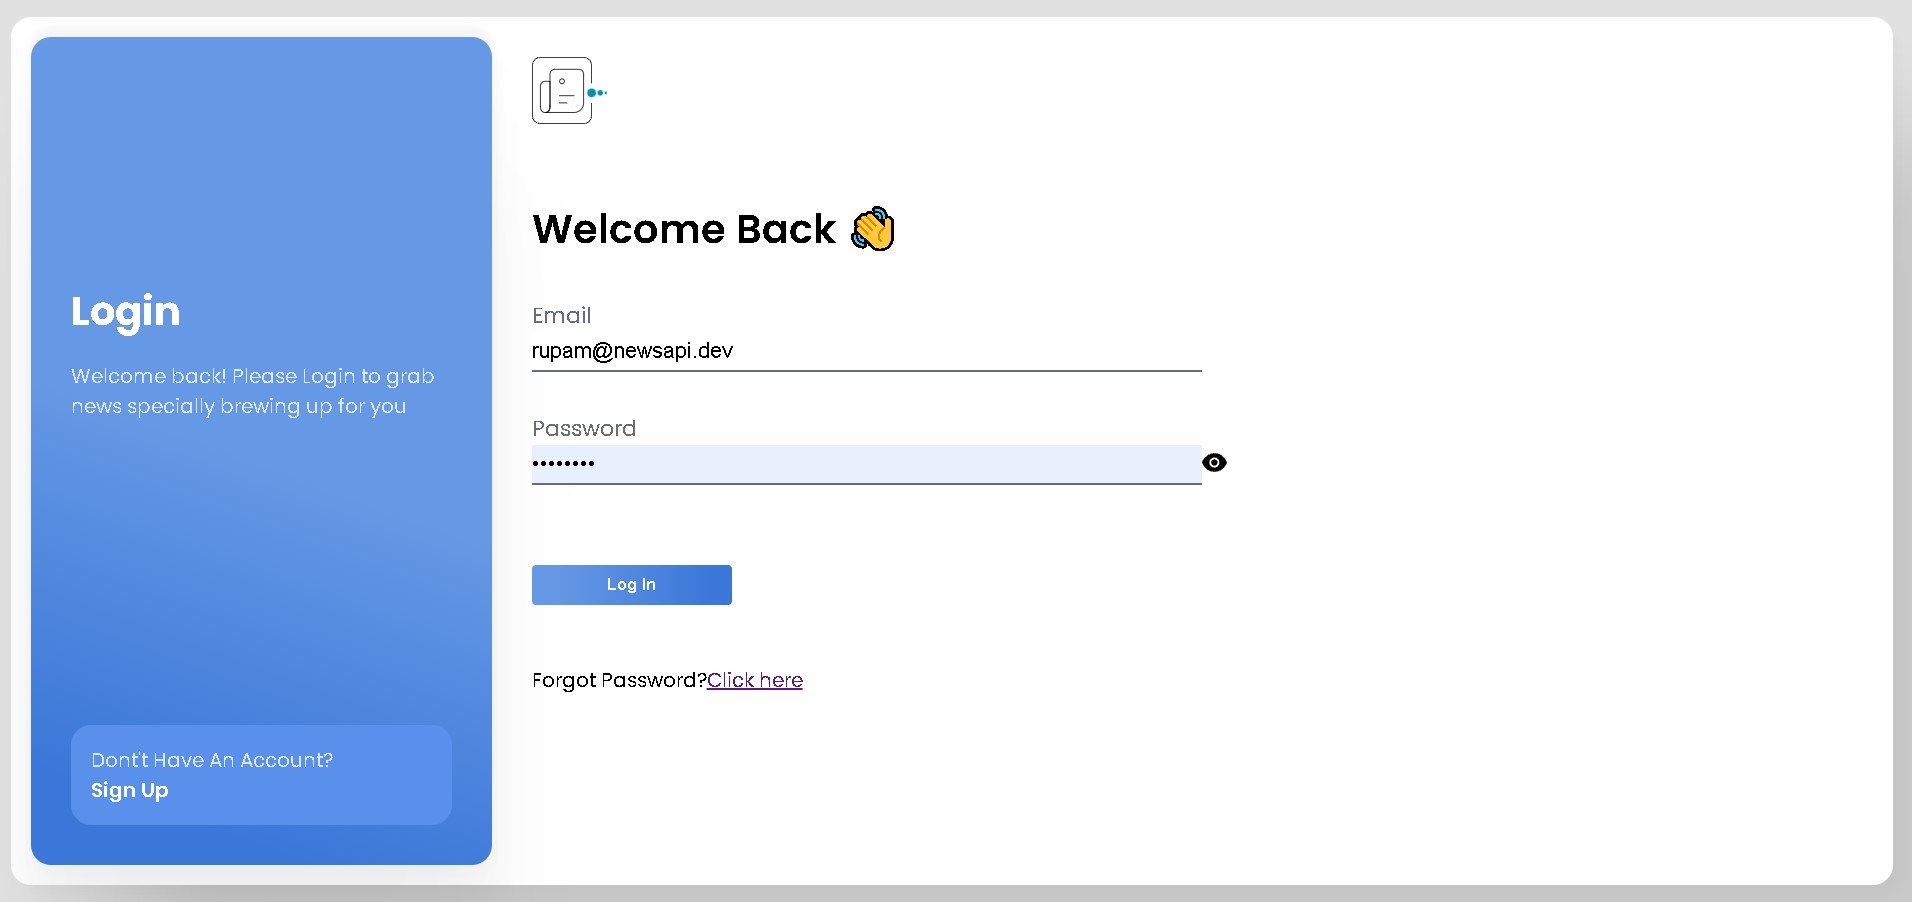 Login
Welcome back! Please Login to grab
news specially brewing up for you
Dont't Have An Account?
Sign Up
Welcome Back 👋
Email
rupam@newsapi.dev
Password
••••••••
Log In
Forgot Password?Click here